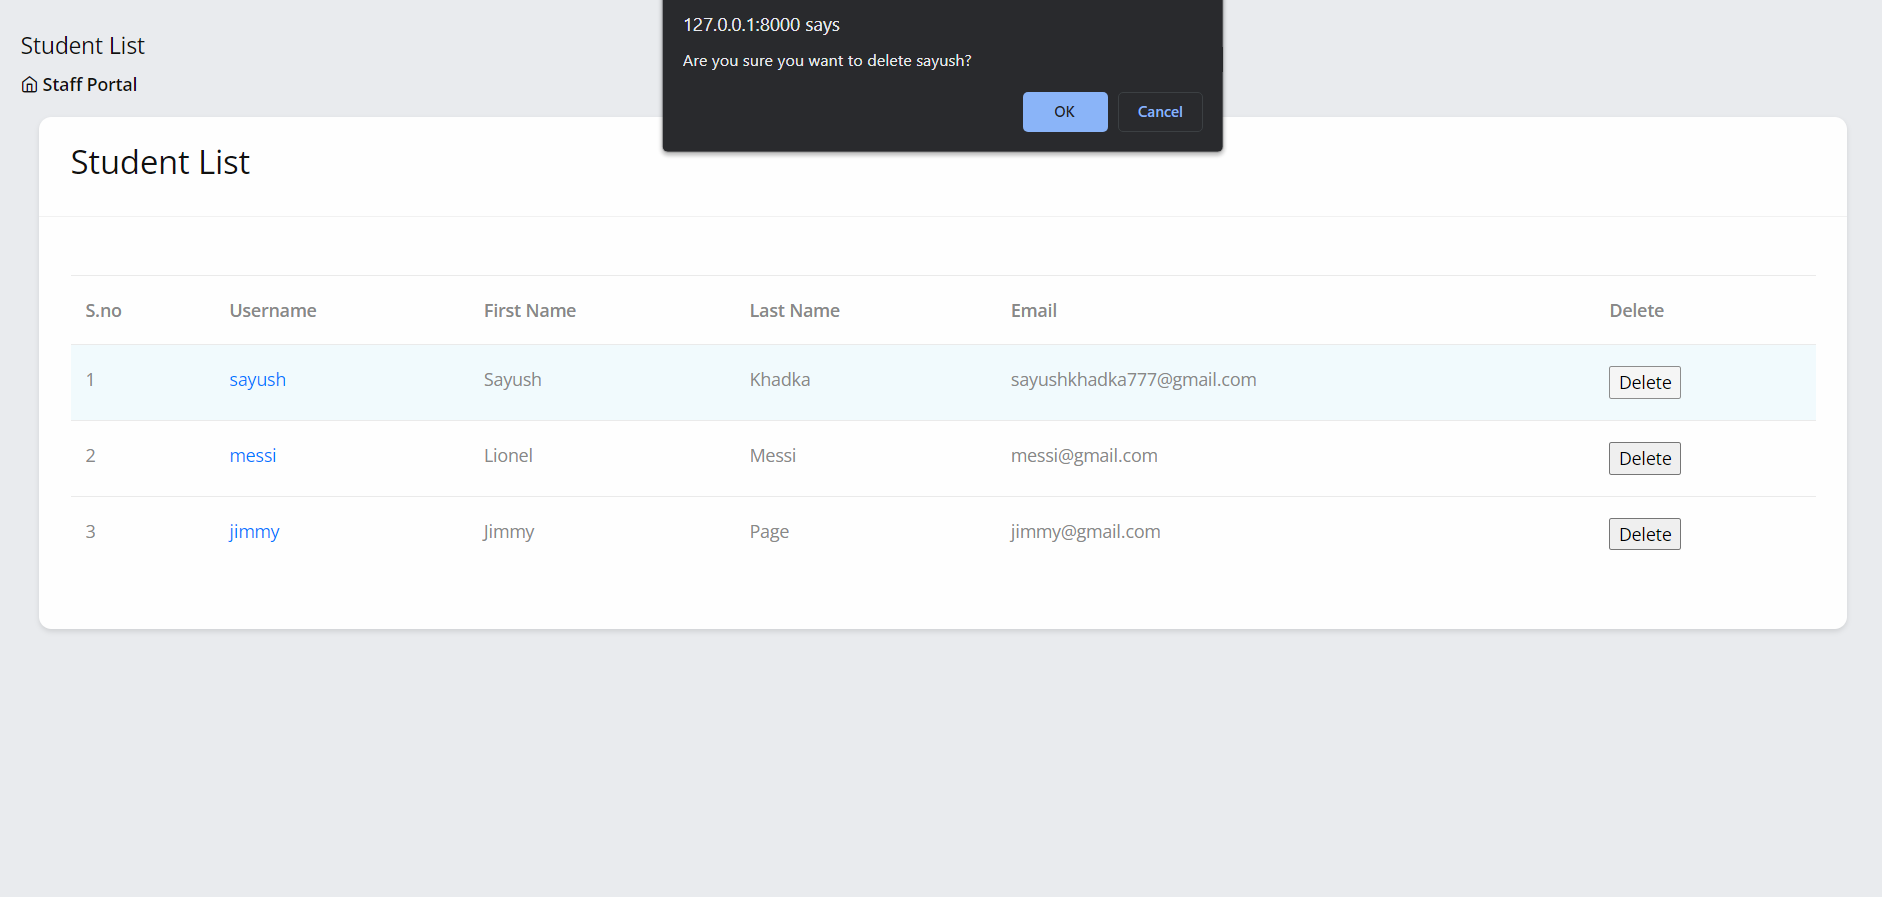 127.0.0.1:8000 says
Are you sure you want to delete sayush?
OK Cancel
Student List
Staff Portal
Student List
S.no Username First Name Last Name Email Delete
1 sayush Sayush Khadka sayushkhadka777@gmail.com Delete
2 messi Lionel Messi messi@gmail.com Delete
3 jimmy Jimmy Page jimmy@gmail.com Delete